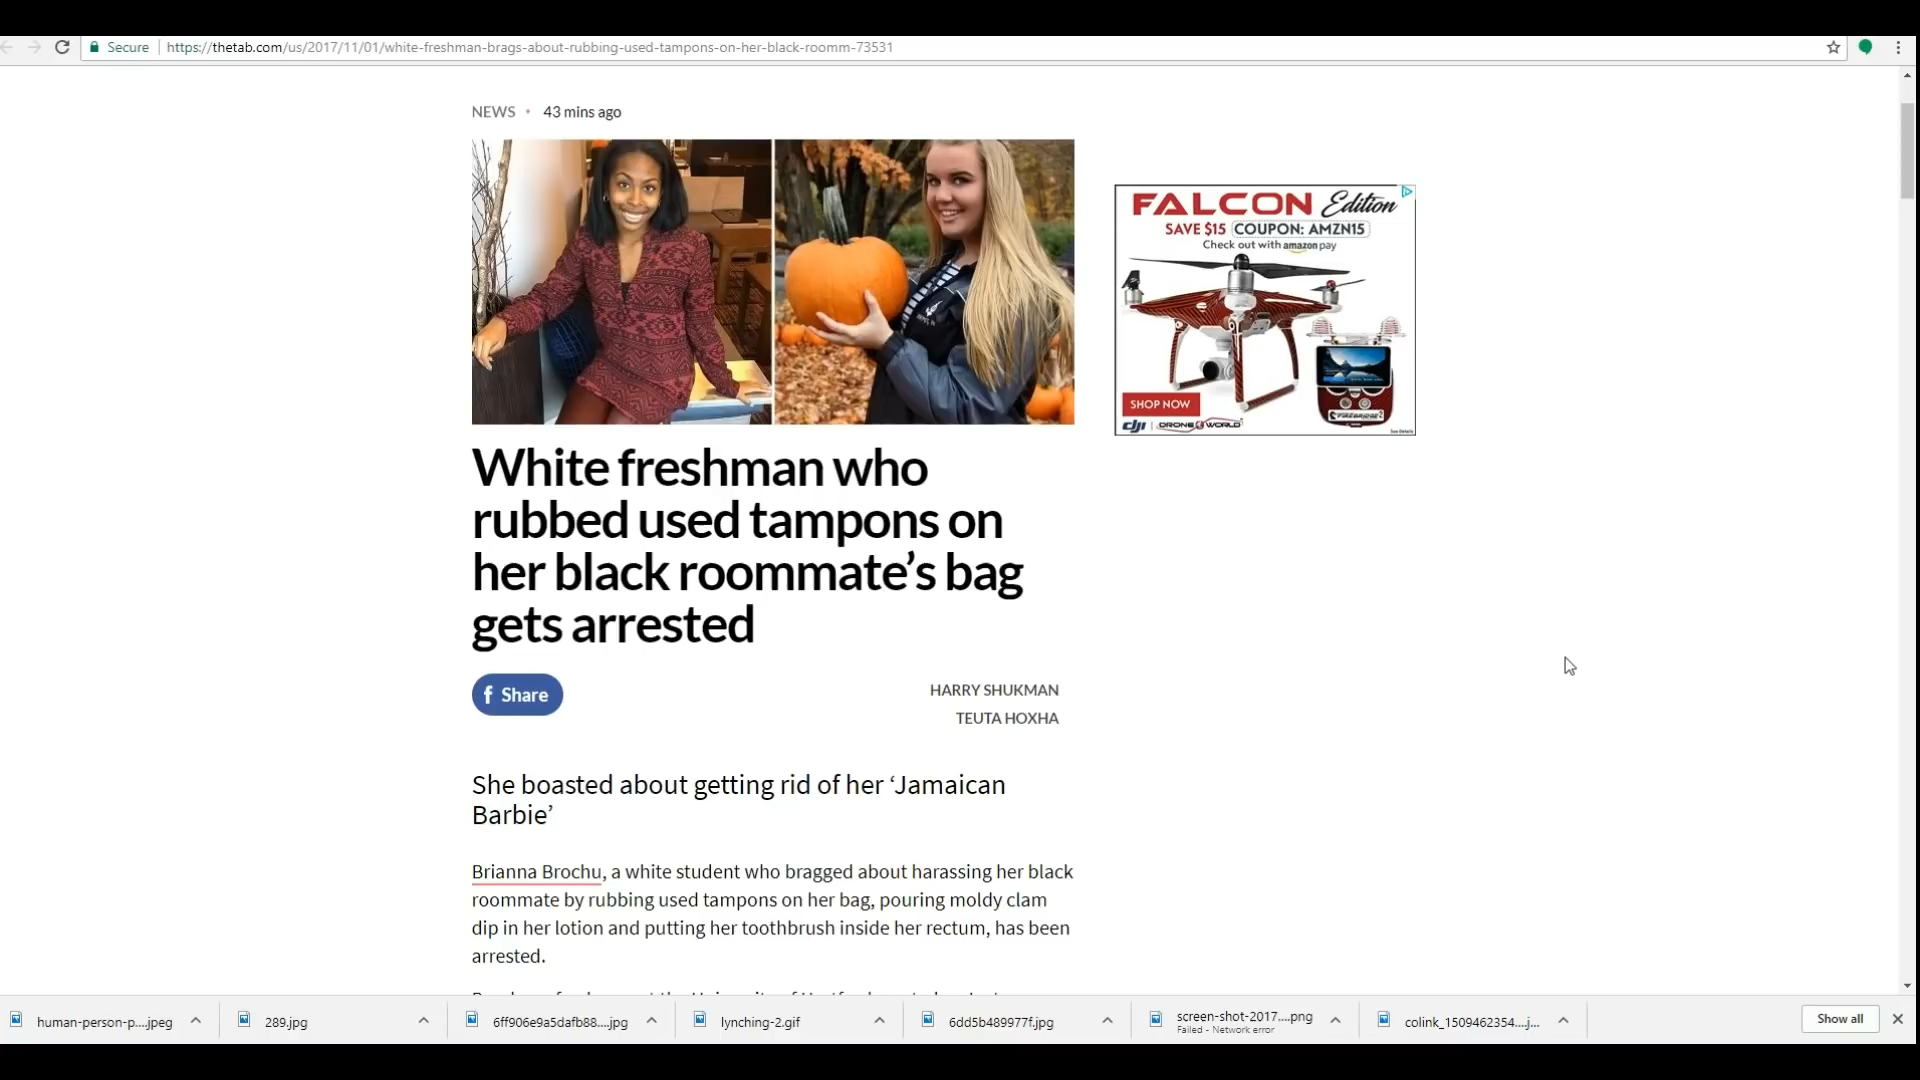 Secure
https://thetab.com/us/2017/11/01/white-freshman-brags-about-rubbing-used-tampons-on-her-black-roomm-73531
NEWS • 43 mins ago
FALCON Edition
SAVE $15 COUPON: AMZN15
Check out with amazon pay
SHOP NOW
dji DRONE WORLD
See Details
White freshman who
rubbed used tampons on
her black roommate’s bag
gets arrested
f Share
HARRY SHUKMAN
TEUTA HOXHA
She boasted about getting rid of her ‘Jamaican
Barbie’
Brianna Brochu, a white student who bragged about harassing her black
roommate by rubbing used tampons on her bag, pouring moldy clam
dip in her lotion and putting her toothbrush inside her rectum, has been
arrested.
human-person-p....jpeg
289.jpg
6ff906e9a5dafb88....jpg
lynching-2.gif
6dd5b489977f.jpg
screen-shot-2017....png
Failed - Network error
colink_1509462354....j...
Show all